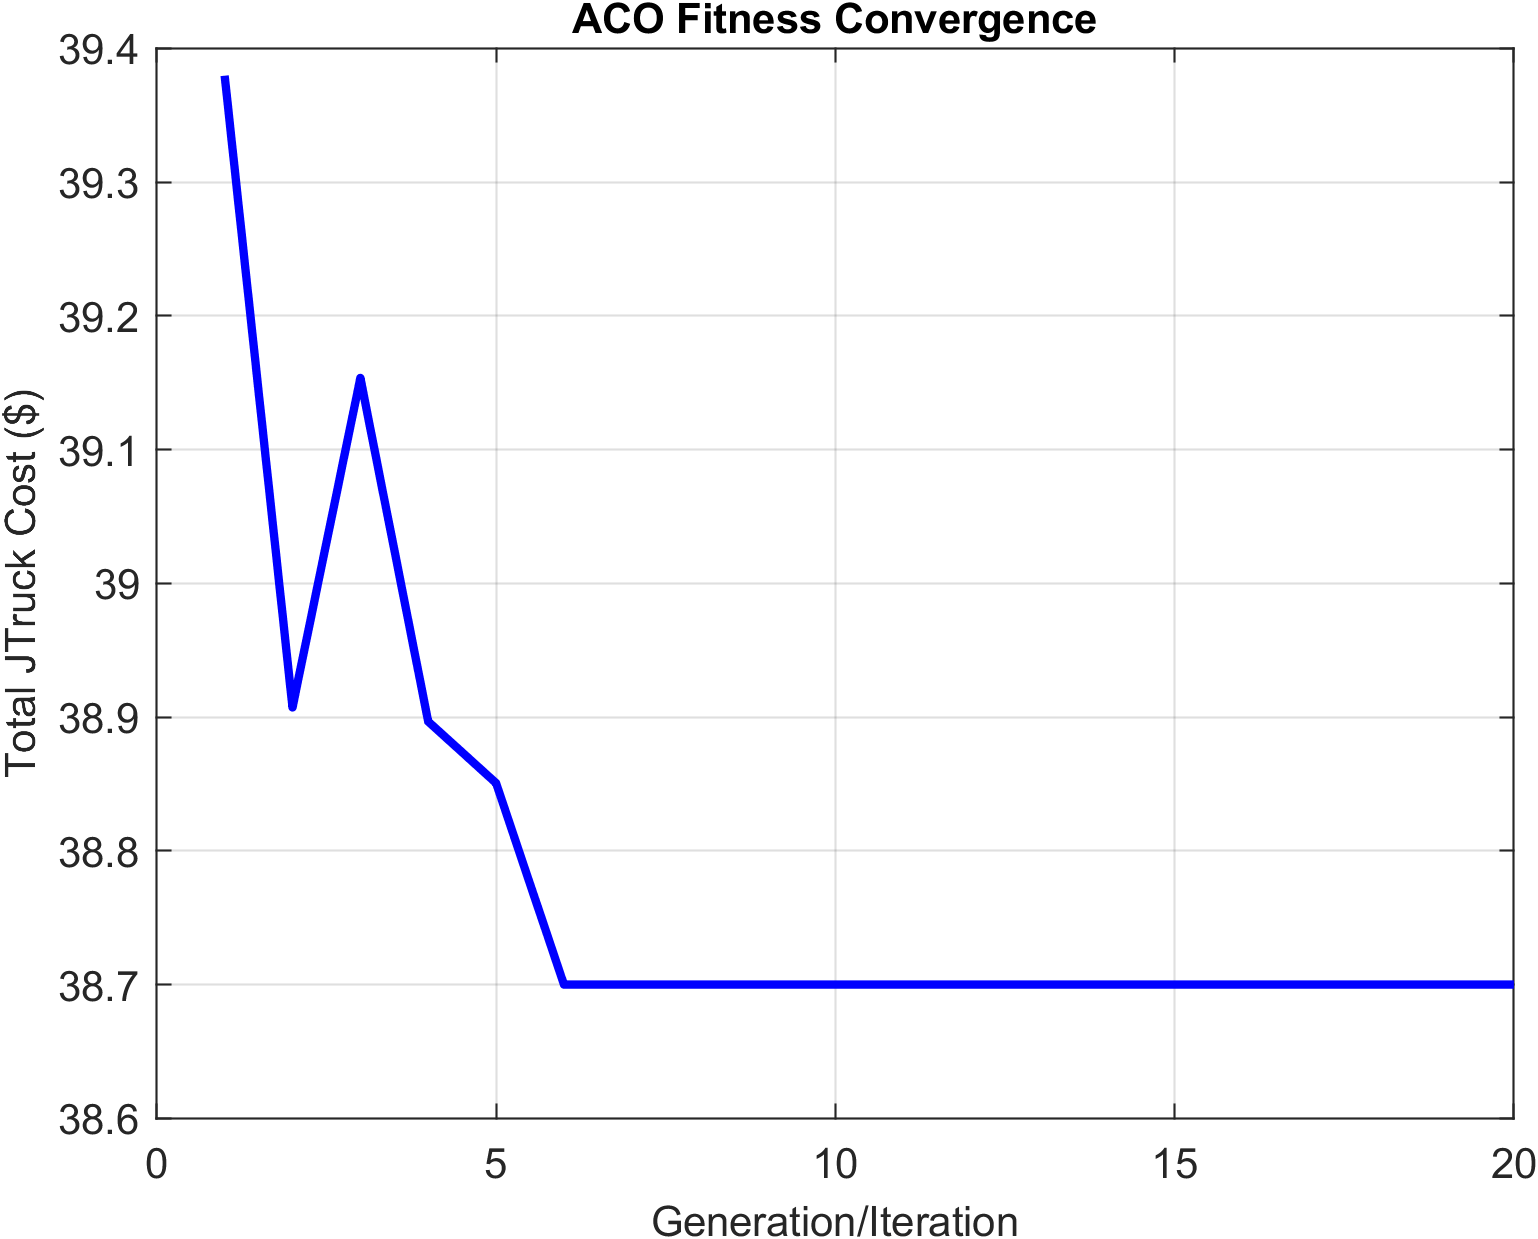 ACO Fitness Convergence
39.4
39.3
39.2
39.1
39
38.9
38.8
38.7
38.6
Total JTruck Cost ($)
0 5 10 15 20
Generation/Iteration